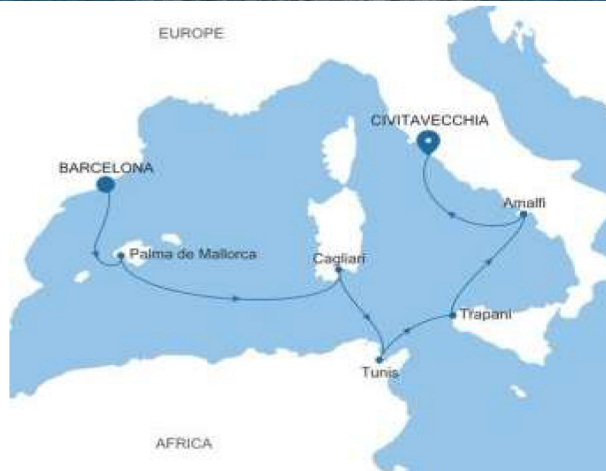 EUROPE
CIVITAVECCHIA
BARCELONA
Amalfi
Palma de Mallorca
Cagliari
Trapani
Tunis
AFRICA